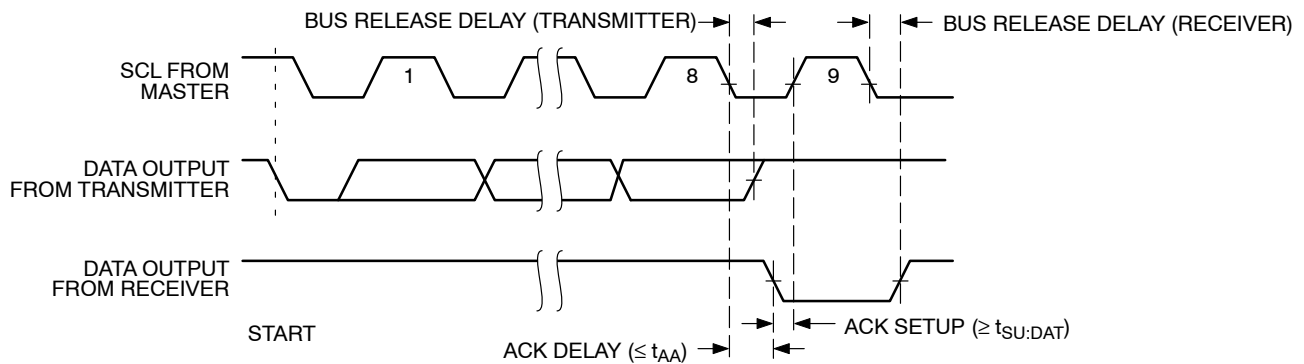 BUS RELEASE DELAY (TRANSMITTER)
BUS RELEASE DELAY (RECEIVER)
SCL FROM
MASTER
1
8
9
DATA OUTPUT
FROM TRANSMITTER
DATA OUTPUT
FROM RECEIVER
START
ACK SETUP (≥ tSU:DAT)
ACK DELAY (≤ tAA)